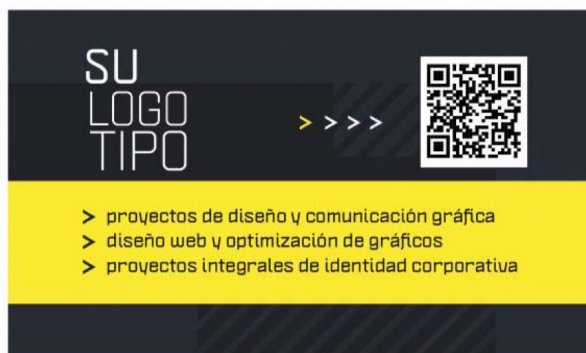 SU
LOGO
TIPO
> > > >
> proyectos de diseño y comunicación gráfica
> diseño web y optimización de gráficos
> proyectos integrales de identidad corporativa